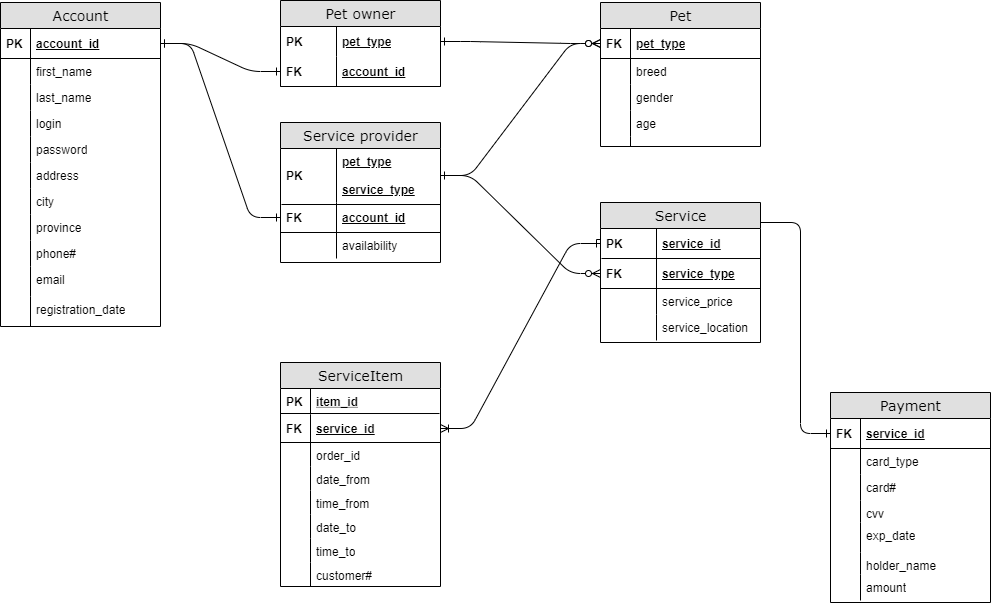 Account
PK account_id
first_name
last_name
login
password
address
city
province
phone#
email
registration_date
Pet owner
PK pet_type
FK account_id
Service provider
PK pet_type
service_type
FK account_id
availability
Pet
FK pet_type
breed
gender
age
Service
PK service_id
FK service_type
service_price
service_location
ServiceItem
PK item_id
FK service_id
order_id
date_from
time_from
date_to
time_to
customer#
Payment
FK service_id
card_type
card#
cvv
exp_date
holder_name
amount